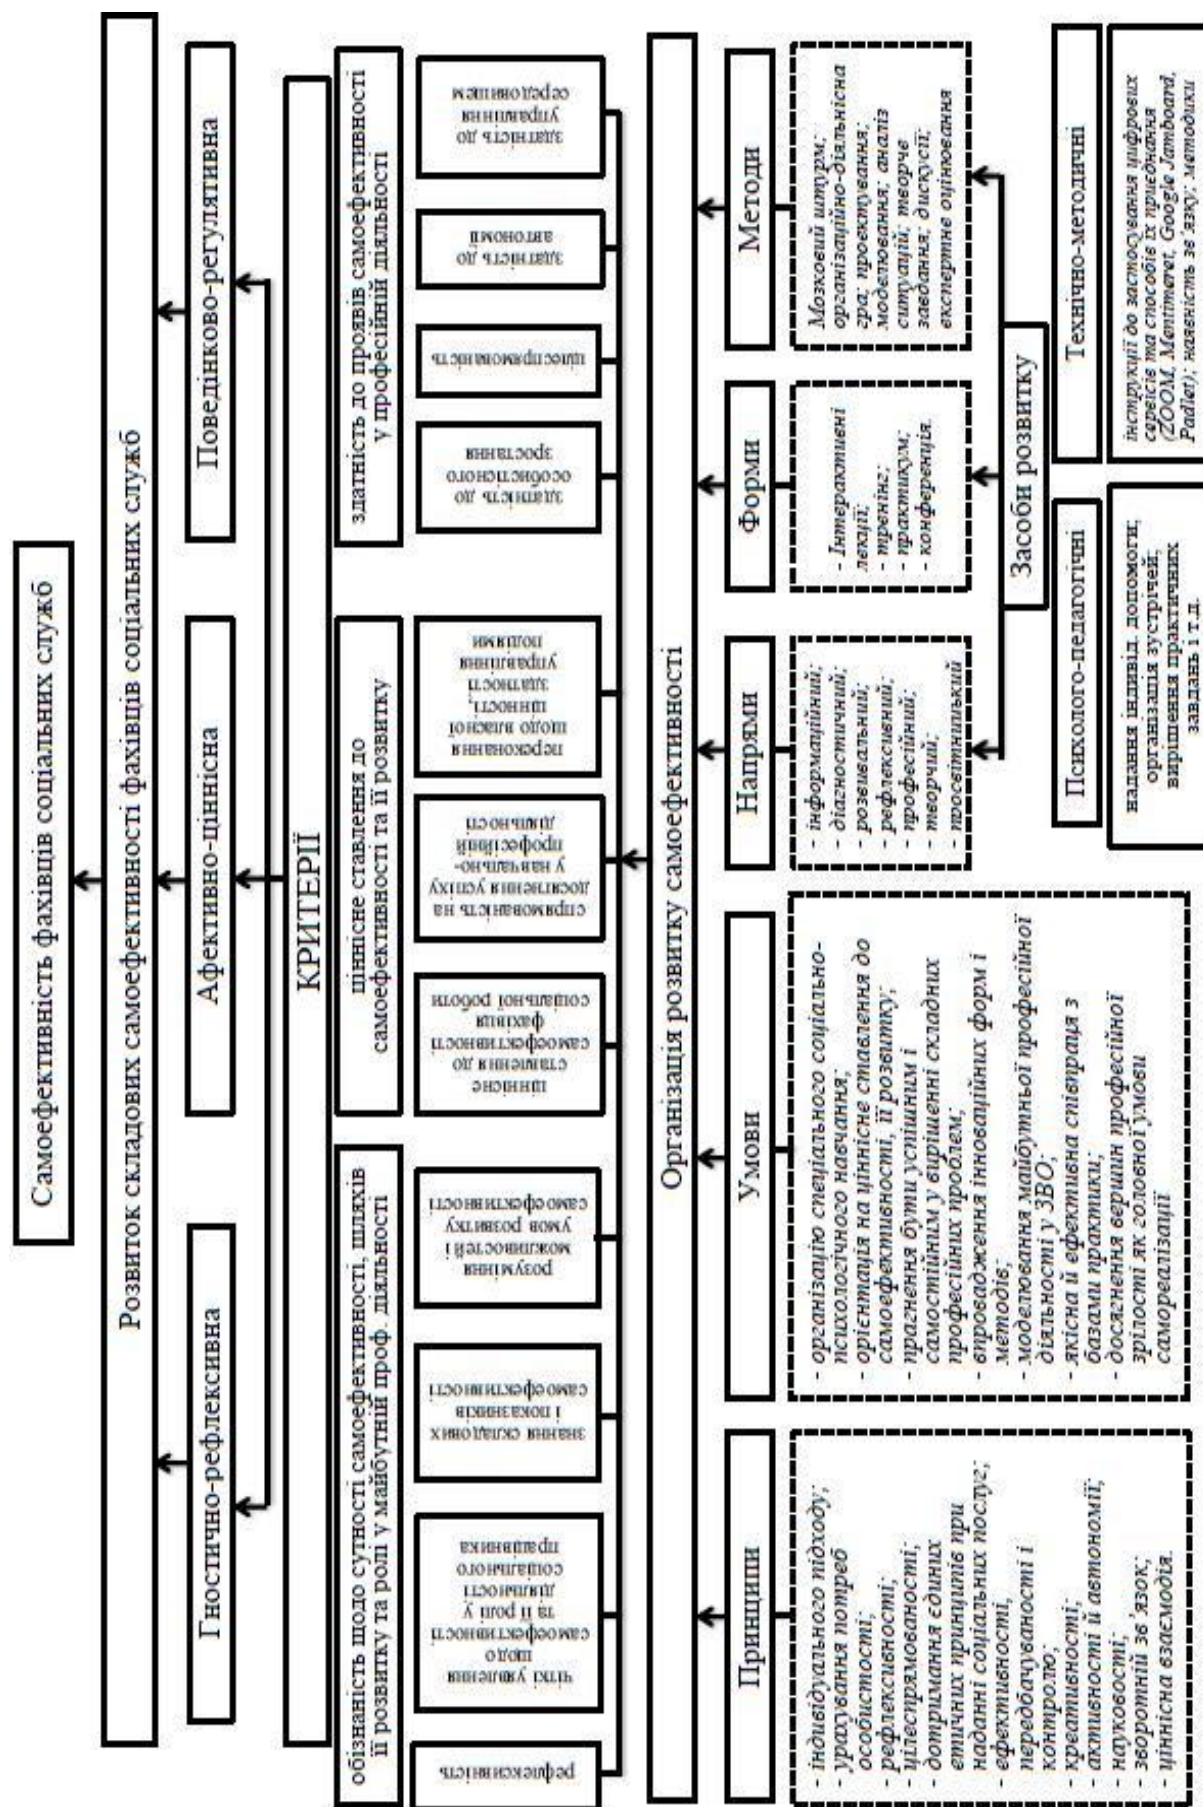 Самоефективність фахівців соціальних служб
Розвиток складових самоефективності фахівців соціальних служб
Гностично-рефлексивна
Афективно-ціннісна
Поведінково-регулятивна
КРИТЕРІЇ
обізнаність щодо сутності самоефективності, шляхів
її розвитку та ролі у майбутній проф. діяльності
ціннісне ставлення до
самоефективності та її розвитку
здатність до проявів самоефективності
у професійній діяльності
рефлексивність
чіткі уявлення
щодо
самоефективності
та її ролі у
діяльності
соціального
працівника
знання складових
і показників
самоефективності
розуміння
можливостей і
умов розвитку
самоефективності
ціннісне
ставлення до
самоефективності
фахівця
соціальної роботи
спрямованість на
досягнення успіху
у навчально-
професійній
діяльності
переконання
щодо власної
цінності,
здатності
управління
подіями
здатність до
особистісного
зростання
цілеспрямованість
здатність до
автономії
здатність до
управління
середовищем
Організація розвитку самоефективності
Принципи
Умови
Напрями
Форми
Методи
- індивідуального підходу;
- урахування потреб
особистості;
- рефлексивності;
- цілеспрямованості;
- дотримання єдиних
етичних принципів при
наданні соціальних послуг;
- ефективності,
передбачуваності і
контролю;
- креативності;
- активності й автономії;
- науковості;
- зворотній зв'язок;
- ціннісна взаємодія.
- організацію спеціального соціально-
психологічного навчання;
- орієнтація на ціннісне ставлення до
самоефективності, її розвитку;
- прагнення бути успішним і
самостійним у вирішенні складних
професійних проблем;
- впровадження інноваційних форм і
методів;
- моделювання майбутньої професійної
діяльності у ЗВО;
- якісна й ефективна співпраця з
базами практики;
- досягнення вершин професійної
зрілості як головної умови
самореалізації
- інформаційний;
- діагностичний;
- розвивальний;
- рефлексивний;
- професійний;
- творчий;
- просвітницький
- Інтерактивні
лекції;
- тренінг;
- практикум;
- конференція.
Мозковий штурм;
організаційно-діяльнісна
гра; проектування;
моделювання; аналіз
ситуацій; творче
завдання; дискусії;
експертне оцінювання
Засоби розвитку
Психолого-педагогічні
Технічно-методичні
надання індивід. допомоги;
організація зустрічей;
вирішення практичних
завдань і т.п.
інструкції до застосування цифрових
сервісів та способів їх приєднання
(ZOOM, Mentimeret, Google Jamboard,
Padlet); наявність зв'язку; методики